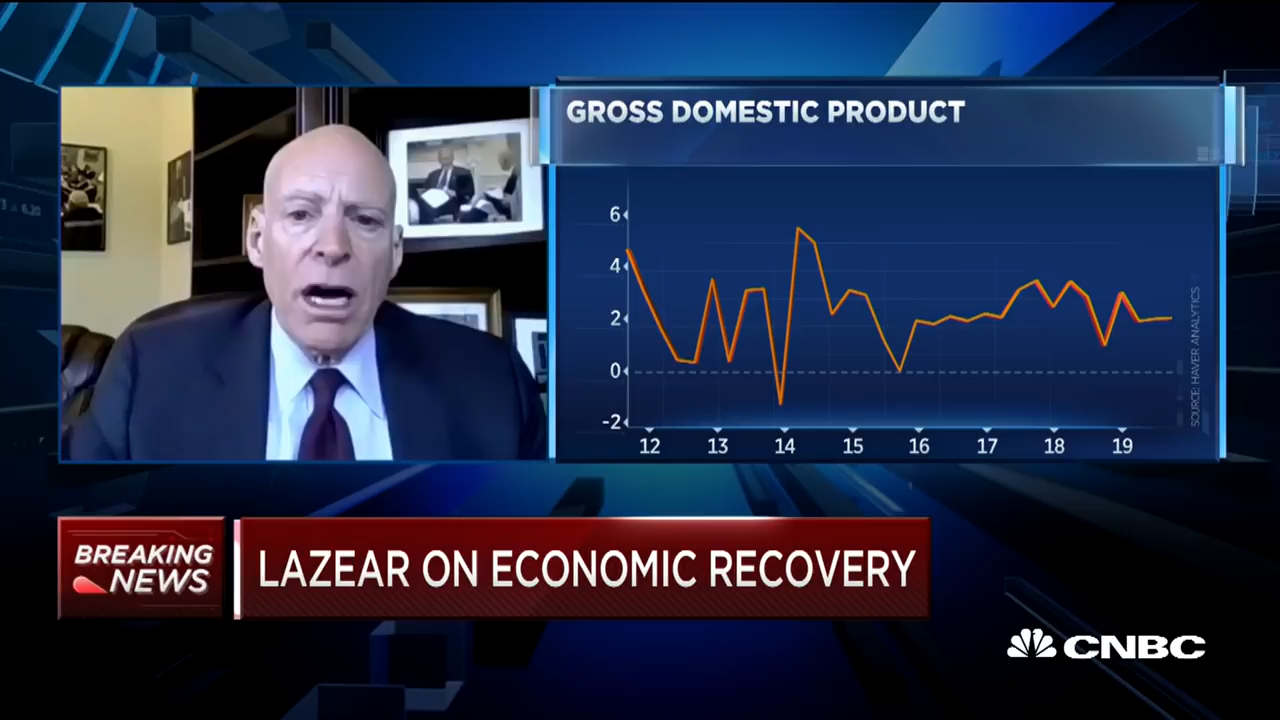 GROSS DOMESTIC PRODUCT
6
4
2
0
-2
12 13 14 15 16 17 18 19
SOURCE: HAVER ANALYTICS
BREAKING
NEWS
LAZEAR ON ECONOMIC RECOVERY
CNBC